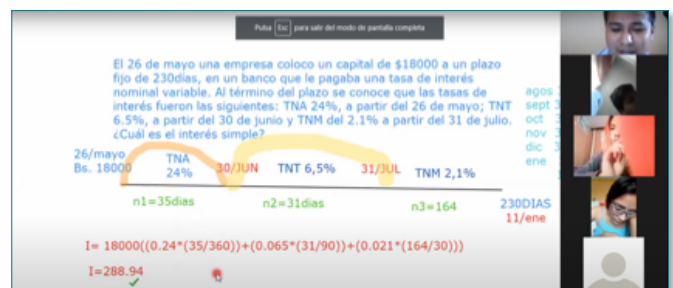 Pulsa Esc para salir del modo de pantalla completa
El 26 de mayo una empresa coloco un capital de $18000 a un plazo
fijo de 230días, en un banco que le pagaba una tasa de interés
nominal variable. Al término del plazo se conoce que las tasas de
interés fueron las siguientes: TNA 24%, a partir del 26 de mayo; TNT
6.5%, a partir del 30 de junio y TNM del 2.1% a partir del 31 de julio.
¿Cuál es el interés simple?
agos
sept
oct
nov
dic
ene
26/mayo
Bs. 18000
TNA
24%
30/JUN
TNT 6,5%
31/JUL
TNM 2,1%
n1=35dias
n2=31dias
n3=164
230DIAS
11/ene
I= 18000((0.24*(35/360))+(0.065*(31/90))+(0.021*(164/30)))
I=288.94